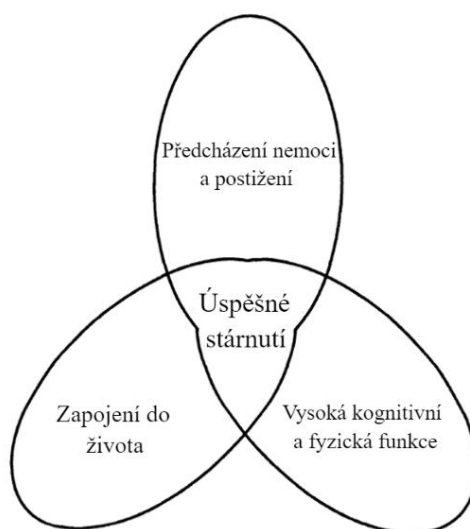 Předcházení nemoci
a postižení
Úspěšné
stárnutí
Zapojení do
života
Vysoká kognitivní
a fyzická funkce